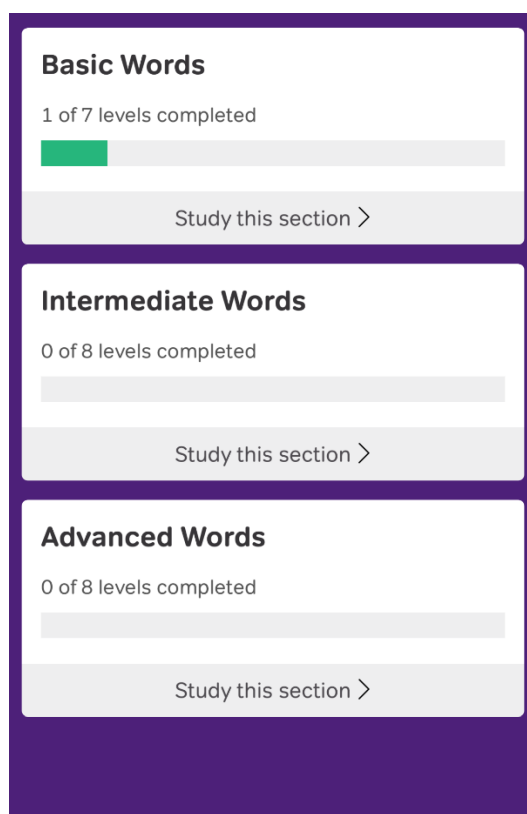 Basic Words
1 of 7 levels completed
Study this section
Intermediate Words
0 of 8 levels completed
Study this section
Advanced Words
0 of 8 levels completed
Study this section